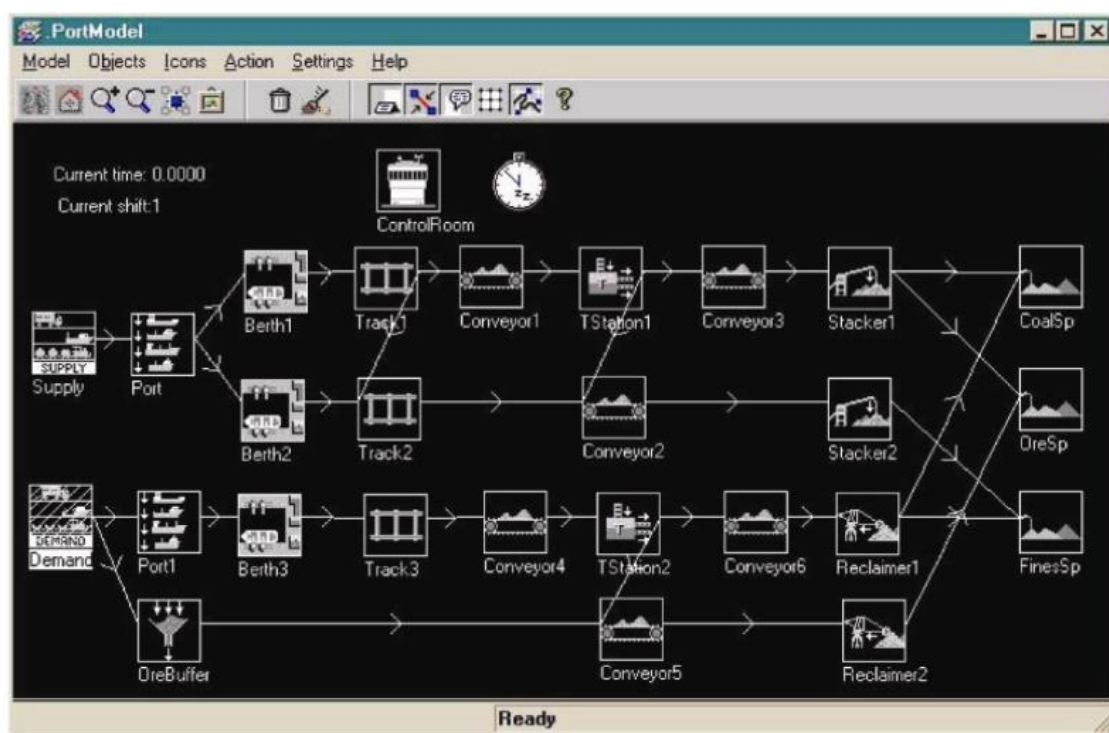 .PortModel
Model Objects Icons Action Settings Help
Current time: 0.0000
Current shift:1
ControlRoom
Berth1
Track1
Conveyor1
TStation1
Conveyor3
Stacker1
CoalSp
SUPPLY
Supply
Port
Berth2
Track2
Conveyor2
Stacker2
OreSp
DEMAND
Demand
Port1
Berth3
Track3
Conveyor4
TStation2
Conveyor6
Reclaimer1
FinesSp
OreBuffer
Conveyor5
Reclaimer2
Ready